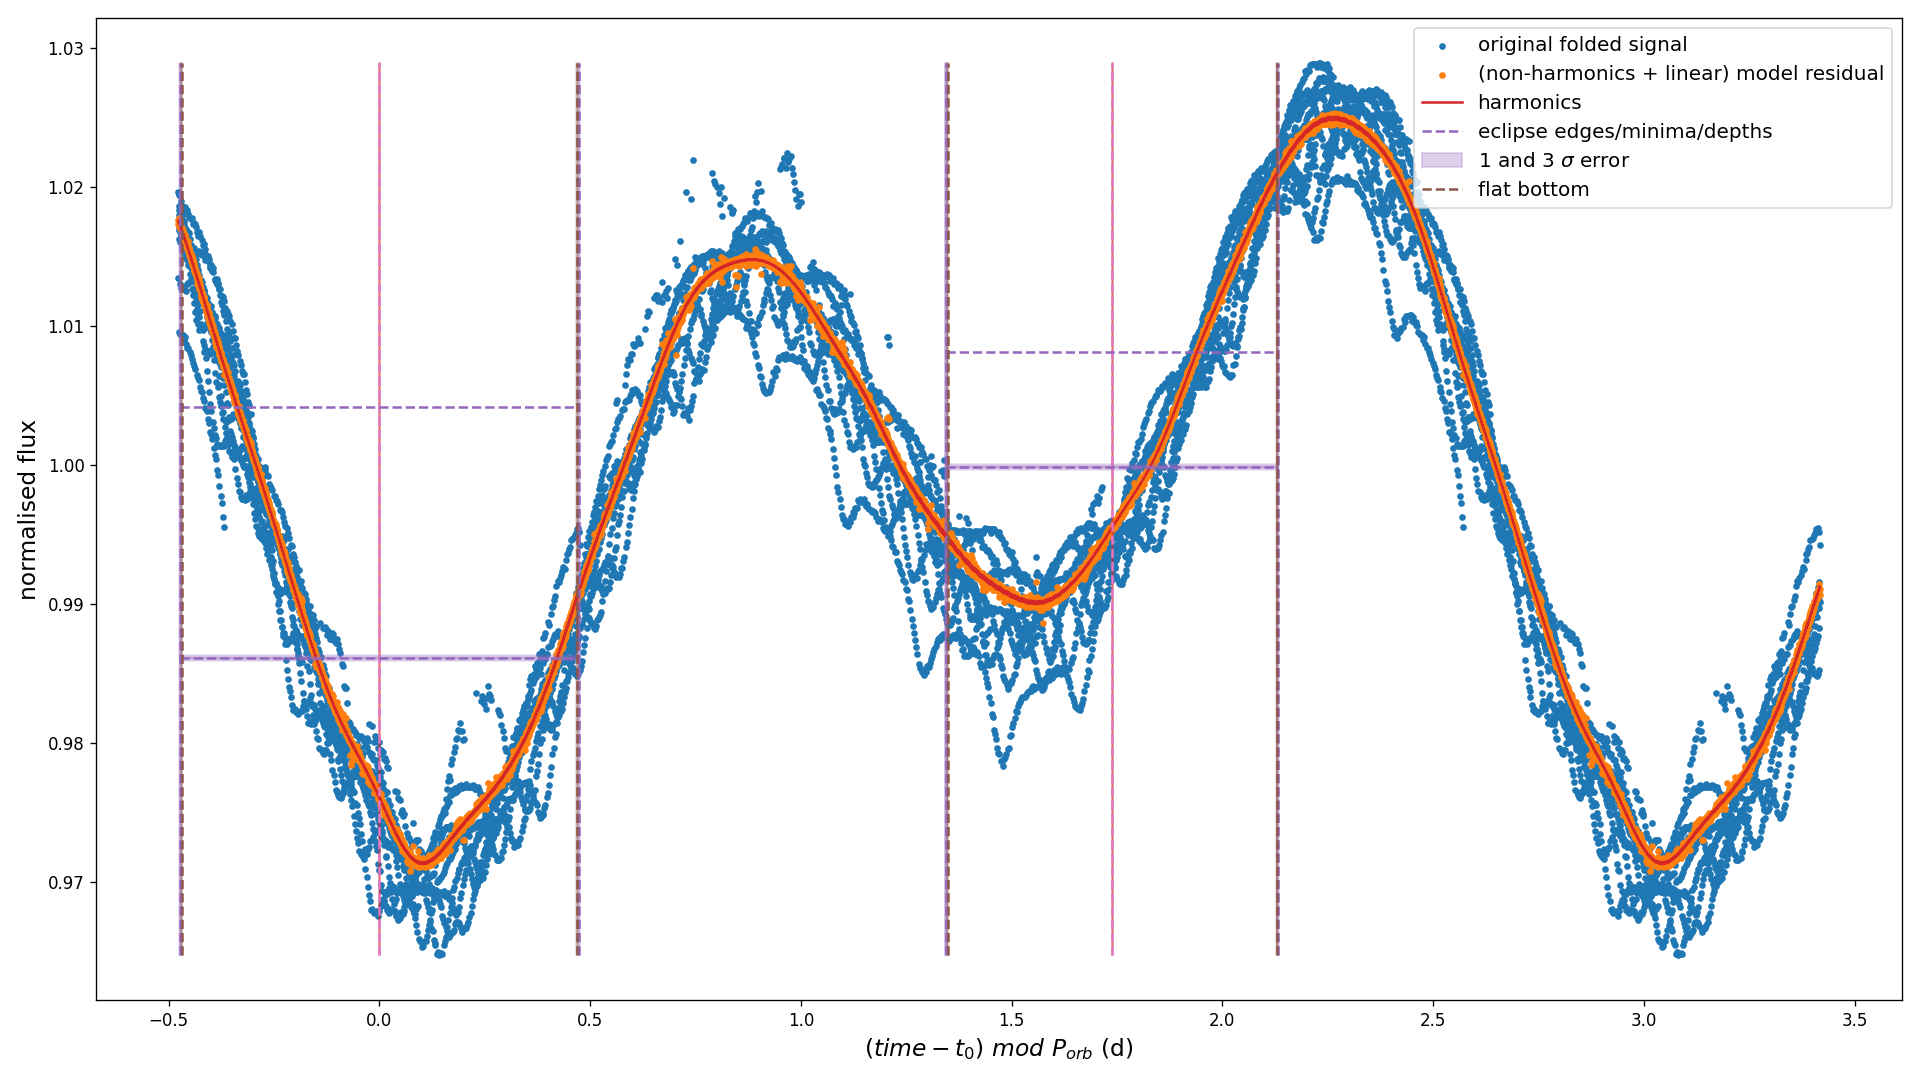 original folded signal
(non-harmonics + linear) model residual
harmonics
eclipse edges/minima/depths
1 and 3 σ error
flat bottom
normalised flux
1.03
1.02
1.01
1.00
0.99
0.98
0.97
−0.5 0.0 0.5 1.0 1.5 2.0 2.5 3.0 3.5
(time − t₀) mod P_orb (d)